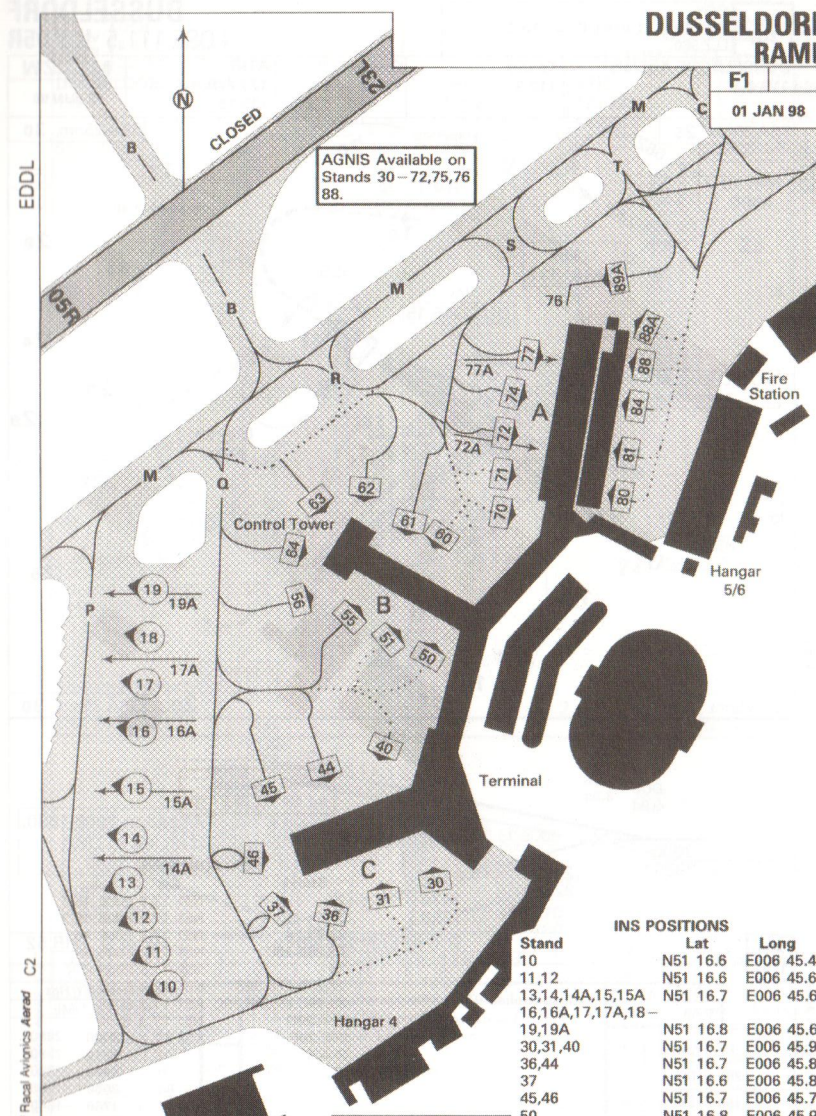 DUSSELDORF
RAMP
F1
01 JAN 98
EDDL
N
B
CLOSED
23L
AGNIS Available on
Stands 30–72,75,76
88.
M
C
T
S
M
B
05R
R
M
Q
P
76
89A
88A
88
84
81
80
77
77A
74
A
72
72A
71
70
Fire
Station
63
62
61
60
Control Tower
64
56
55
B
51
50
Hangar
5/6
19
19A
18
17A
17
16
16A
15
15A
14
14A
13
12
11
10
45
44
40
46
Terminal
C
37
36
31
30
Hangar 4
INS POSITIONS
Stand Lat Long
10 N51 16.6 E006 45.4
11,12 N51 16.6 E006 45.6
13,14,14A,15,15A N51 16.7 E006 45.6
16,16A,17,17A,18–
19,19A N51 16.8 E006 45.6
30,31,40 N51 16.7 E006 45.9
36,44 N51 16.7 E006 45.8
37 N51 16.6 E006 45.8
45,46 N51 16.7 E006 45.7
50 N51 16.8 E006 45.9
Racal Avionics Aerad C2